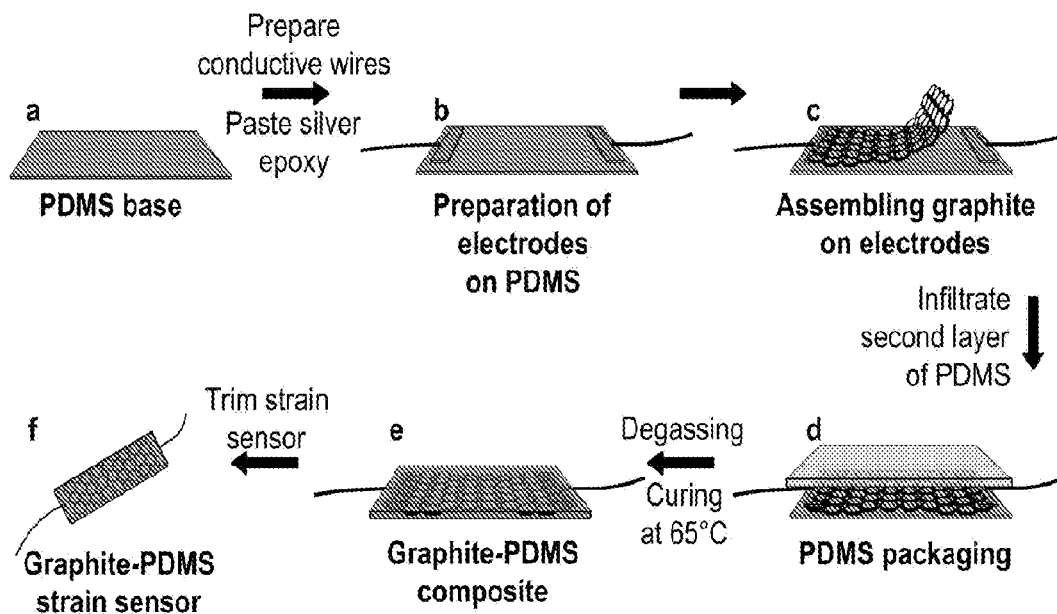 a
PDMS base
Prepare
conductive wires
Paste silver
epoxy
b
Preparation of
electrodes
on PDMS
c
Assembling graphite
on electrodes
Infiltrate
second layer
of PDMS
d
PDMS packaging
Degassing
Curing
at 65°C
e
Graphite-PDMS
composite
Trim strain
sensor
f
Graphite-PDMS
strain sensor